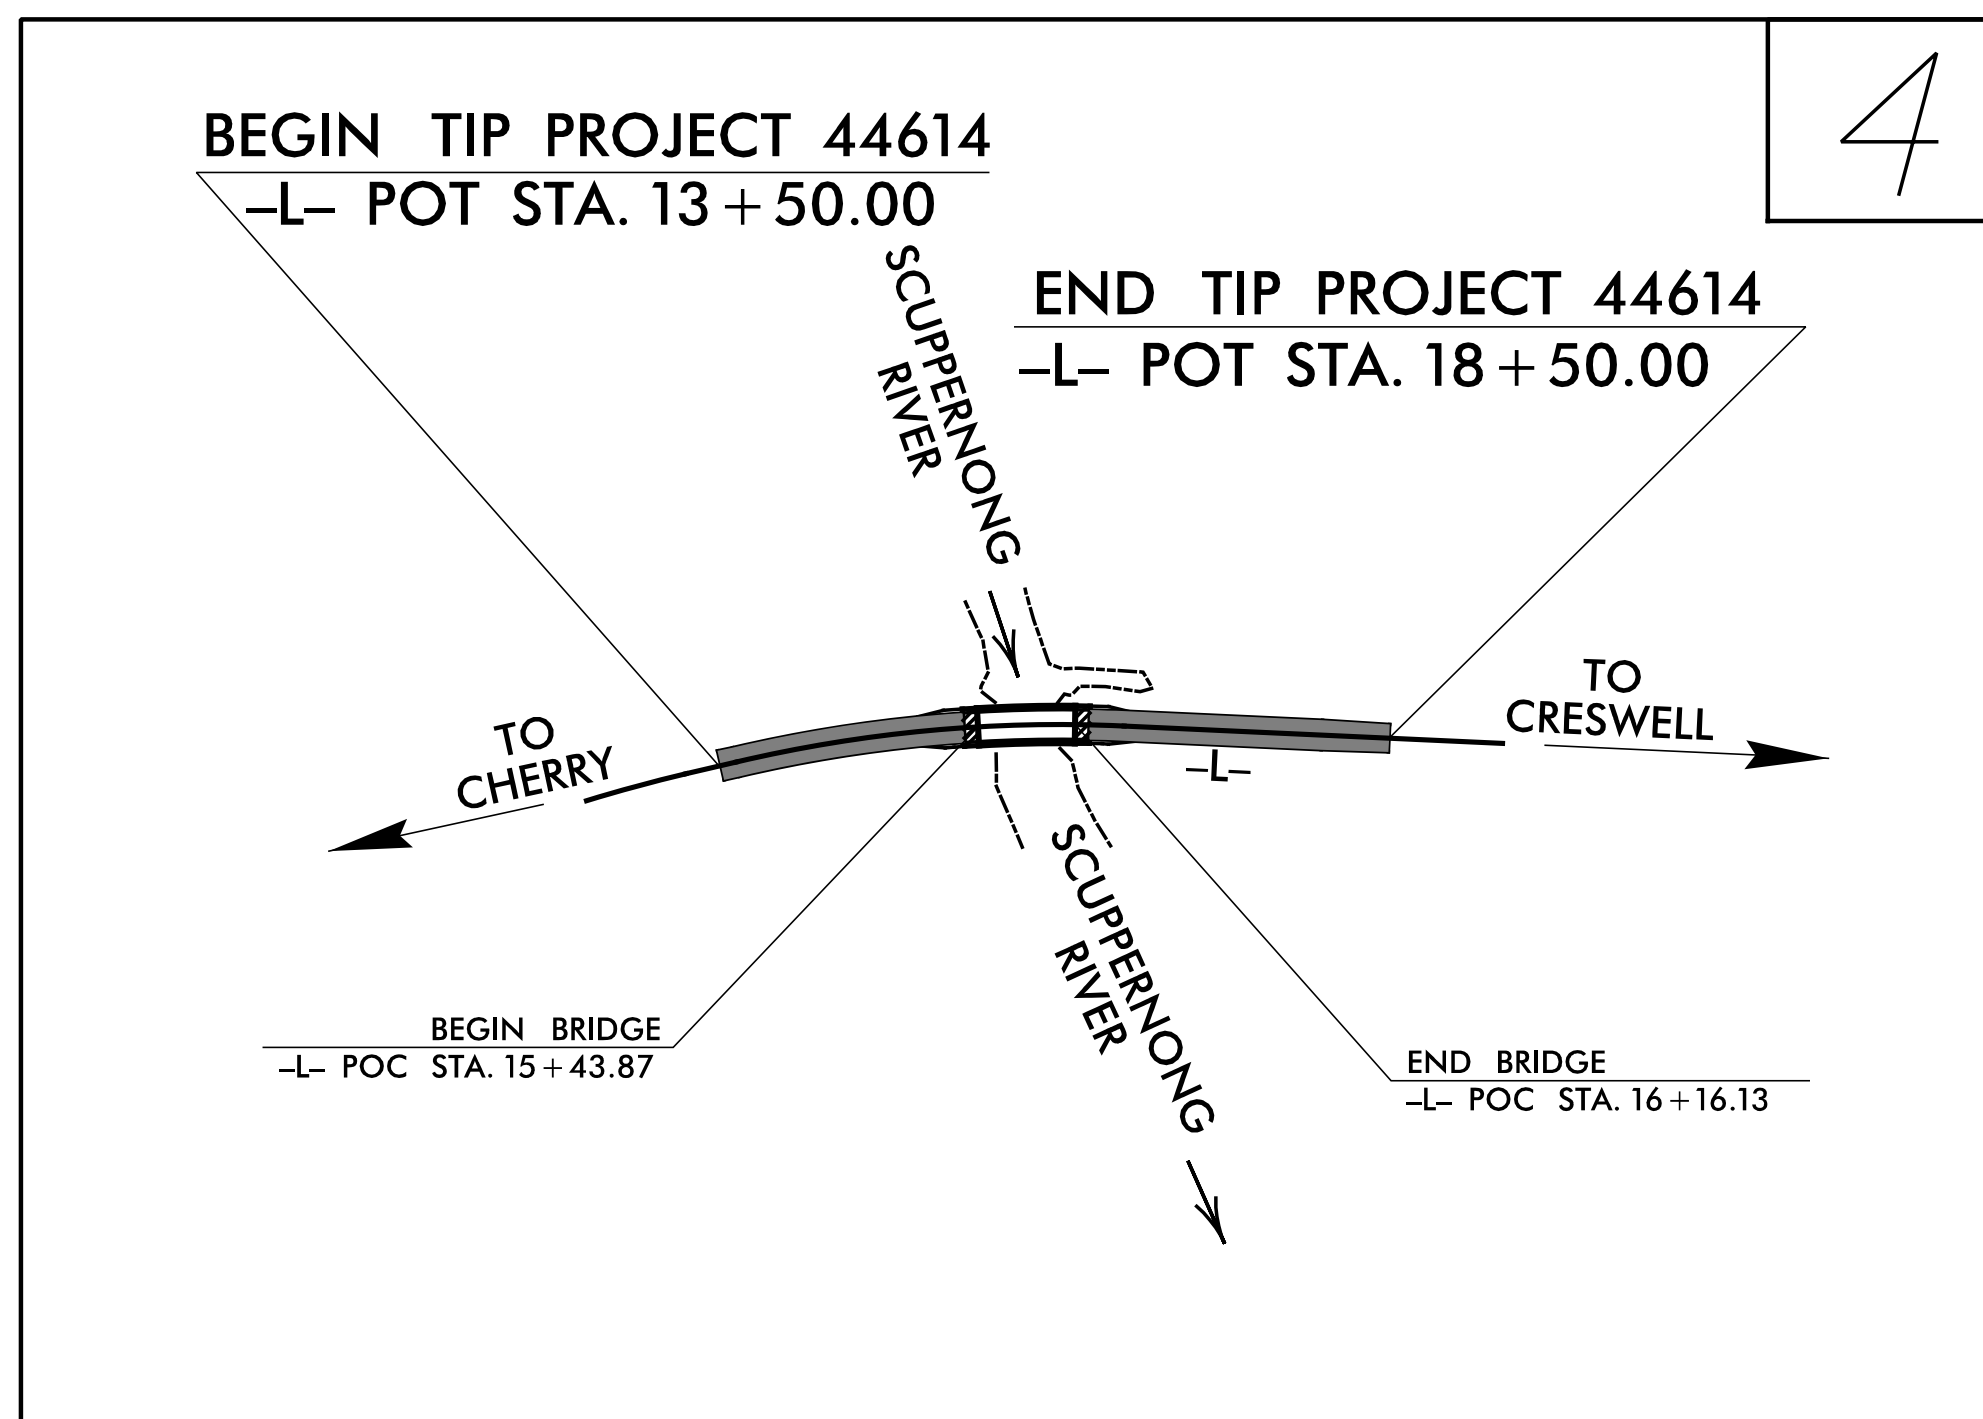 4
BEGIN TIP PROJECT 44614
–L– POT STA. 13+50.00
SCUPPERNONG
RIVER
END TIP PROJECT 44614
–L– POT STA. 18+50.00
TO
CHERRY
TO
CRESWELL
–L–
SCUPPERNONG
RIVER
BEGIN BRIDGE
–L– POC STA. 15+43.87
END BRIDGE
–L– POC STA. 16+16.13